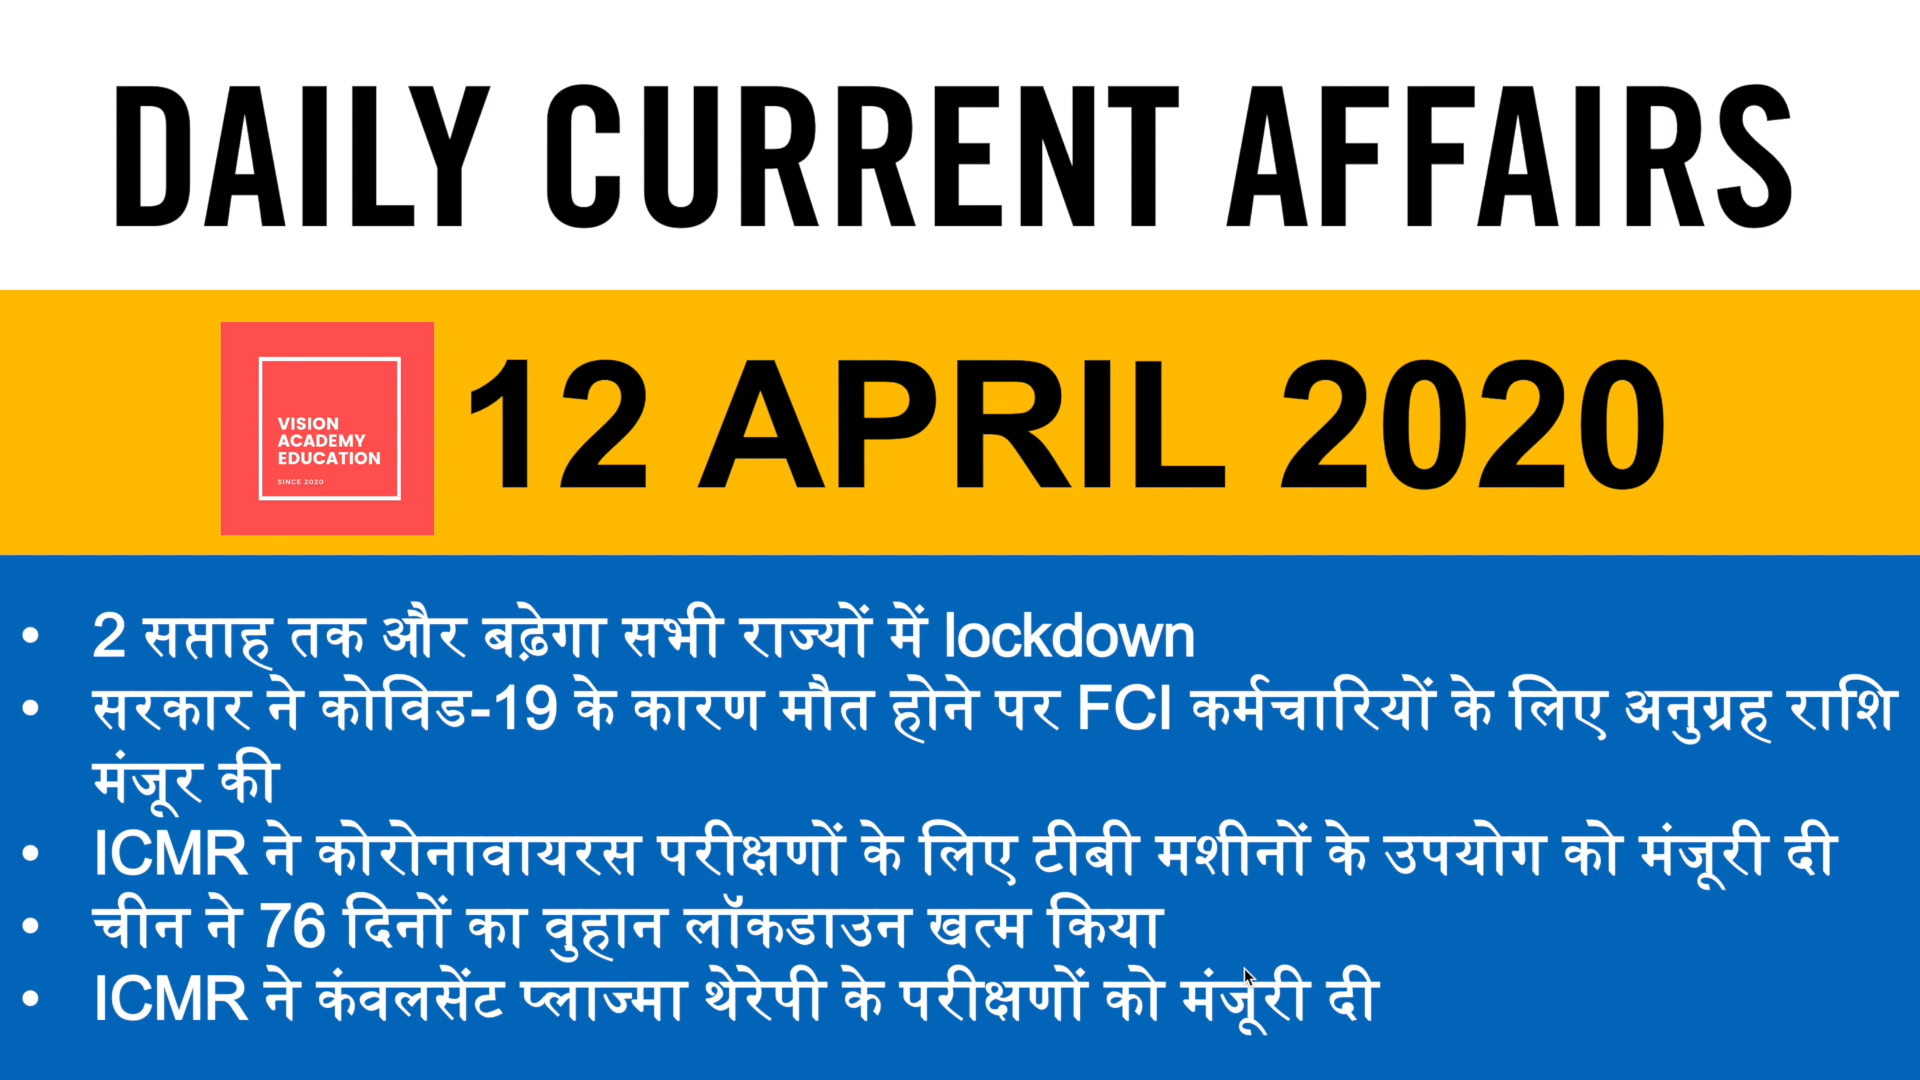 DAILY CURRENT AFFAIRS
VISION
ACADEMY
EDUCATION
SINCE 2020
12 APRIL 2020
• 2 सप्ताह तक और बढ़ेगा सभी राज्यों में lockdown
• सरकार ने कोविड-19 के कारण मौत होने पर FCI कर्मचारियों के लिए अनुग्रह राशि
मंजूर की
• ICMR ने कोरोनावायरस परीक्षणों के लिए टीबी मशीनों के उपयोग को मंजूरी दी
• चीन ने 76 दिनों का वुहान लॉकडाउन खत्म किया
• ICMR ने कंवलसेंट प्लाज्मा थेरेपी के परीक्षणों को मंजूरी दी